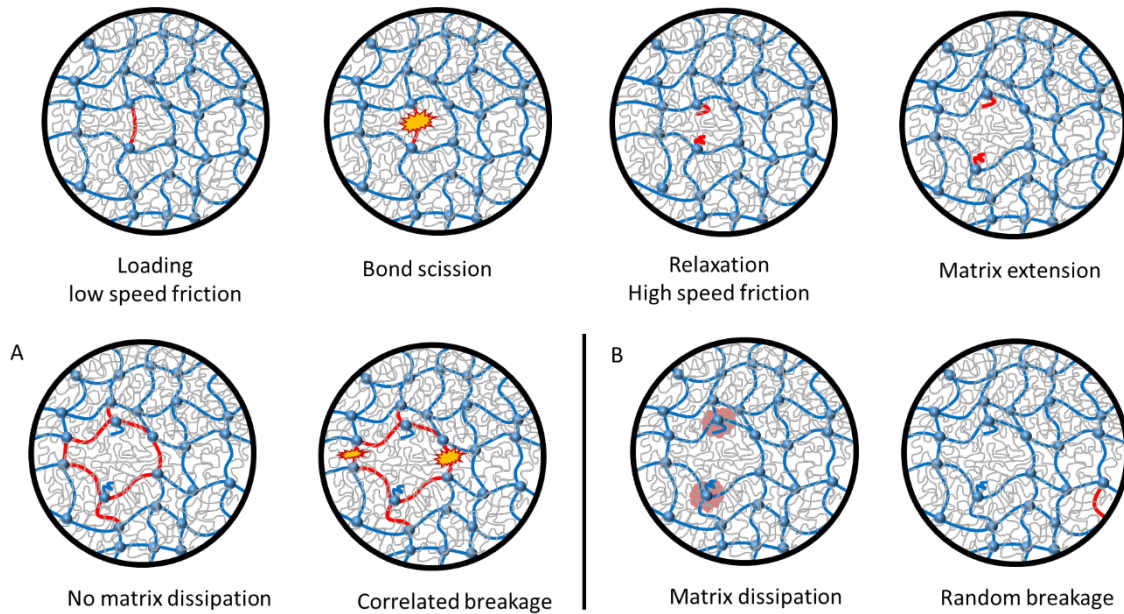 Loading
low speed friction
Bond scission
Relaxation
High speed friction
Matrix extension
A
B
No matrix dissipation
Correlated breakage
Matrix dissipation
Random breakage